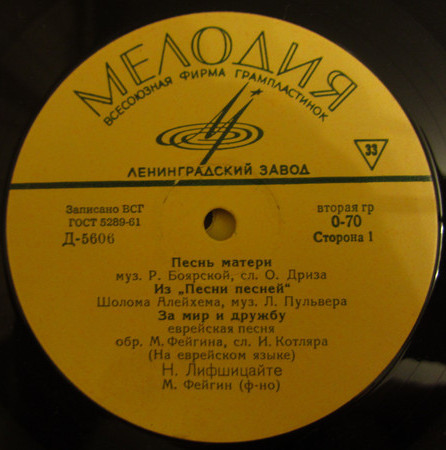 МЕЛОДИЯ
ВСЕСОЮЗНАЯ ФИРМА ГРАМПЛАСТИНОК
33
ЛЕНИНГРАДСКИЙ ЗАВОД
Записано ВСГ
ГОСТ 5289-61
Д-5606
вторая гр
0-70
Сторона 1
Песнь матери
муз. Р. Боярской, сл. О. Дриза
Из „Песни песней"
Шолома Алейхема, муз. Л. Пульвера
За мир и дружбу
еврейская песня
обр. М. Фейгина, сл. И. Котляра
(На еврейском языке)
Н. Лифшицайте
М. Фейгин (ф-но)